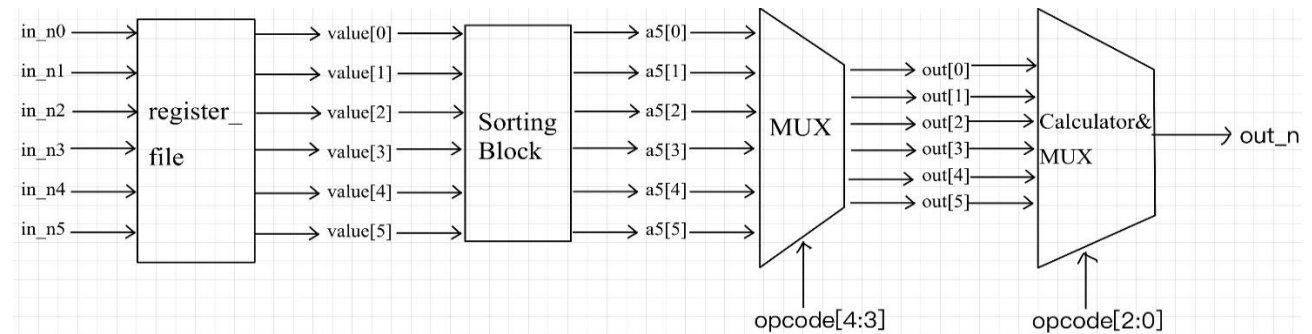 in_n0
value[0]
a5[0]
in_n1
value[1]
a5[1]
out[0]
in_n2
register_
file
value[2]
Sorting
Block
a5[2]
MUX
out[1]
Calculator&
MUX
out_n
in_n3
value[3]
a5[3]
out[2]
in_n4
value[4]
a5[4]
out[3]
in_n5
value[5]
a5[5]
out[4]
out[5]
opcode[4:3]
opcode[2:0]